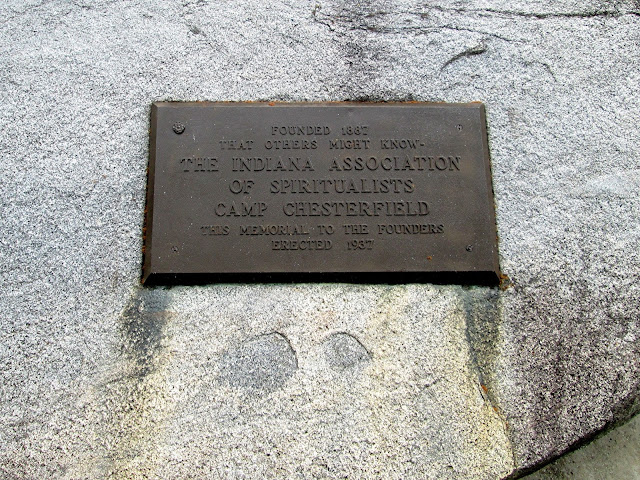 FOUNDED 1887
THAT OTHERS MIGHT KNOW-
THE INDIANA ASSOCIATION
OF SPIRITUALISTS
CAMP CHESTERFIELD
THIS MEMORIAL TO THE FOUNDERS
ERECTED 1937